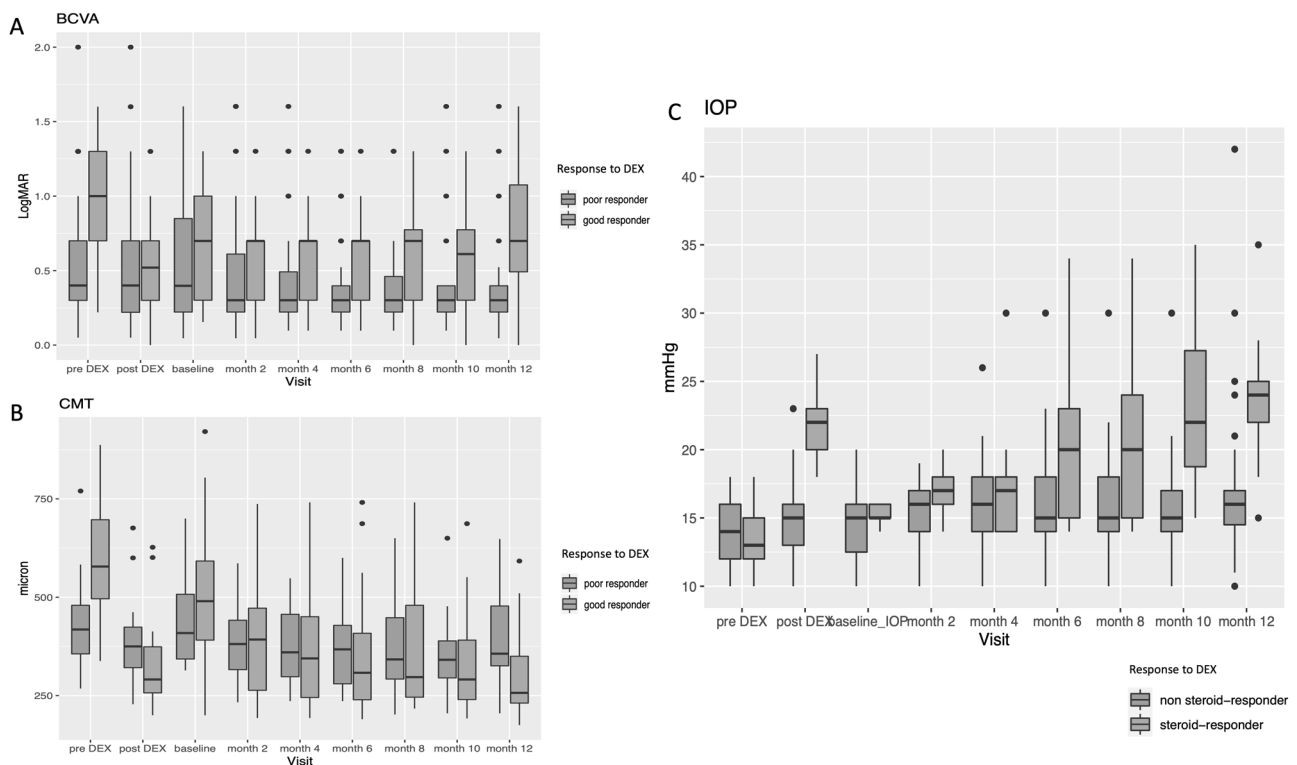 A
BCVA
2.0
1.5
1.0
0.5
0.0
LogMAR
pre DEX post DEX baseline month 2 month 4 month 6 month 8 month 10 month 12
Visit
Response to DEX
poor responder
good responder
B
CMT
750
500
250
micron
pre DEX post DEX baseline month 2 month 4 month 6 month 8 month 10 month 12
Visit
Response to DEX
poor responder
good responder
C
IOP
40
35
30
25
20
15
10
mmHg
pre DEX post DEX baseline_IOP month 2 month 4 month 6 month 8 month 10 month 12
Visit
Response to DEX
non steroid-responder
steroid-responder